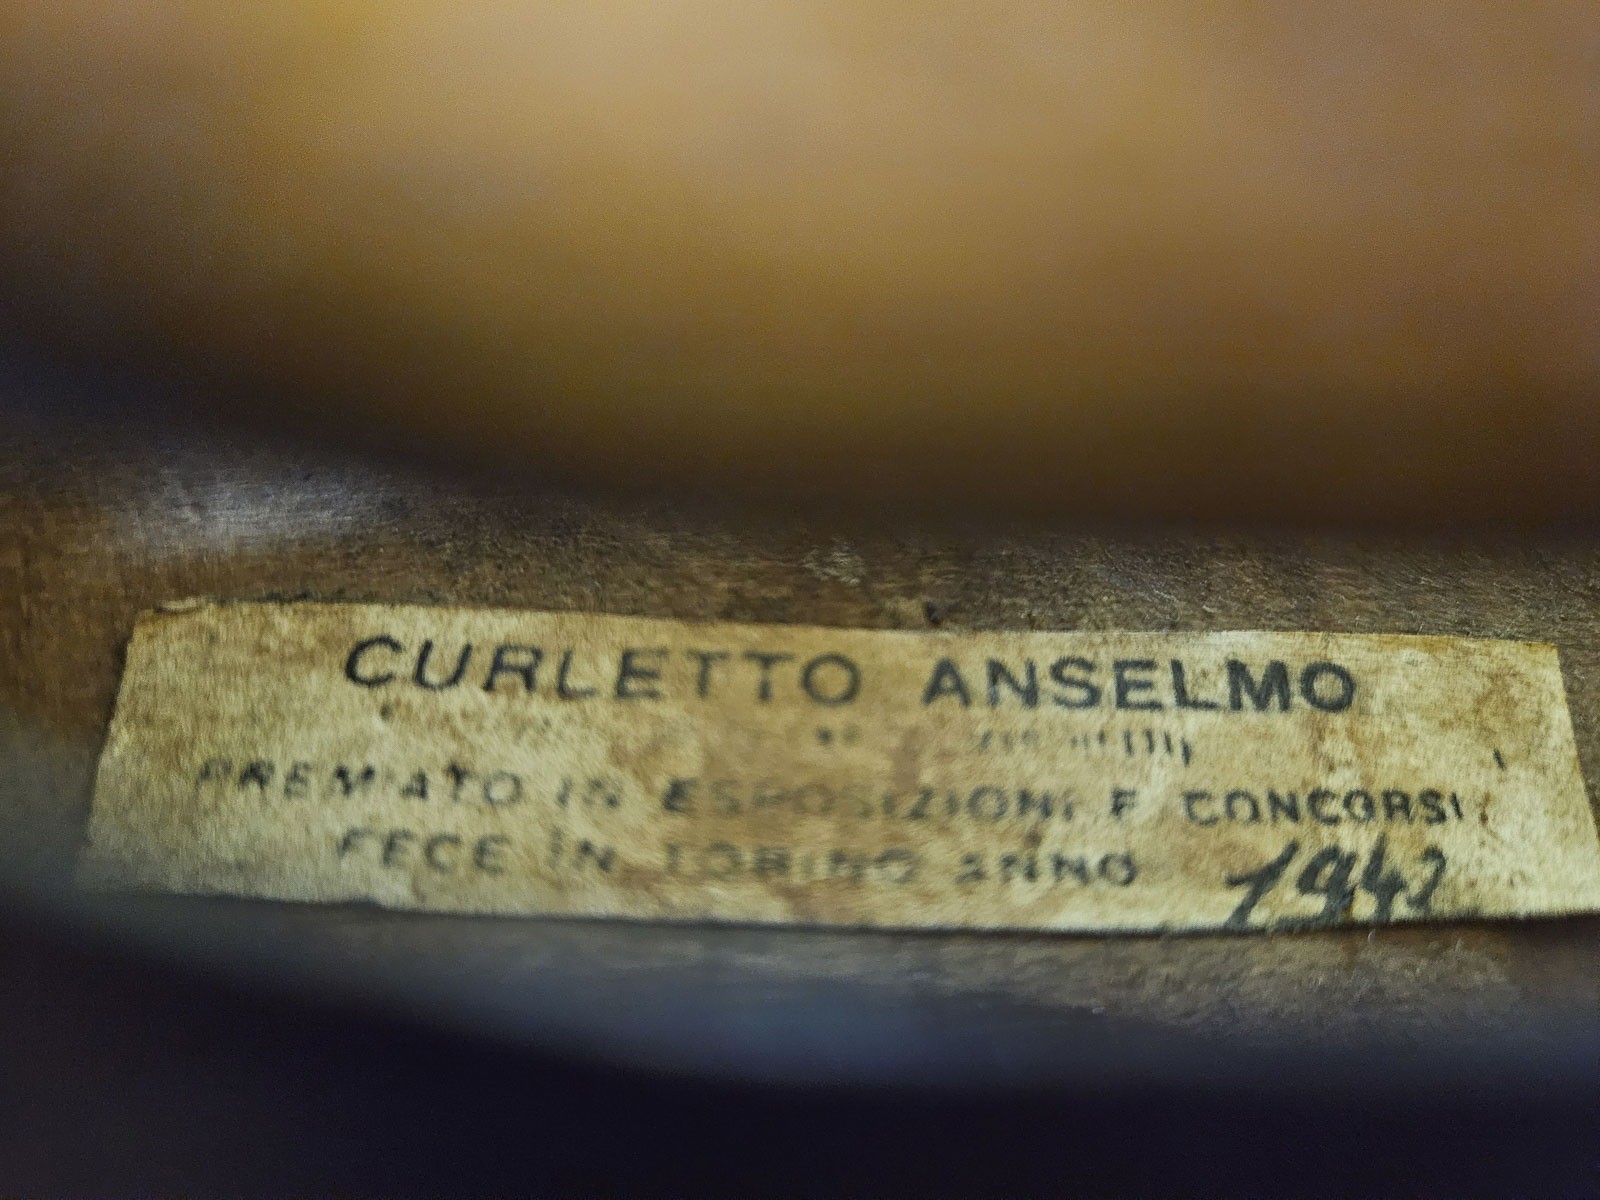 CURLETTO ANSELMO
PREMIATO IN ESPOSIZIONI E CONCORSI
FECE IN TORINO ANNO 1942